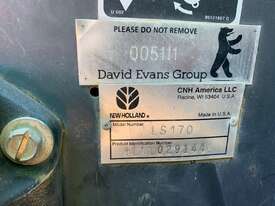 PLEASE DO NOT REMOVE
005111
David Evans Group
CNH America LLC
Racine, WI 53404 U.S.A.
NEW HOLLAND
Made in U.S.A.
Model Number
LS170
Product Identification Number
029144